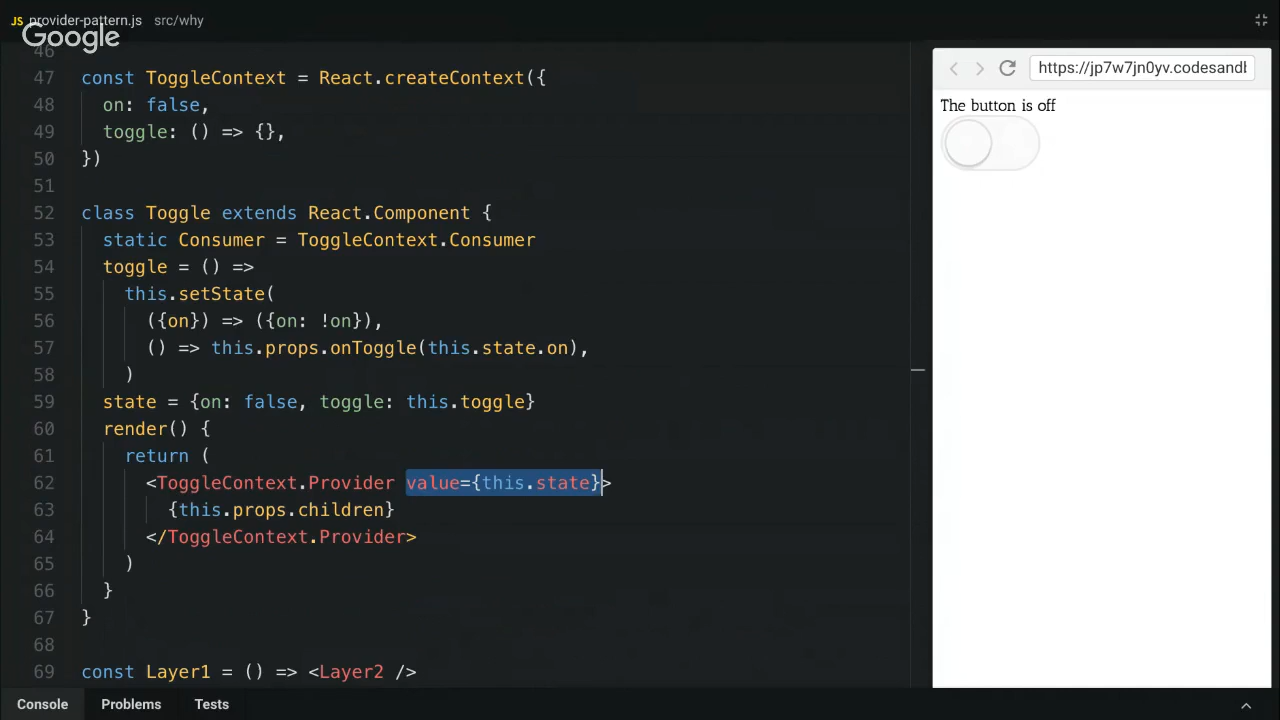 JS provider-pattern.js src/why
Google
46
47 const ToggleContext = React.createContext({
48 on: false,
49 toggle: () => {},
50 })
51
52 class Toggle extends React.Component {
53 static Consumer = ToggleContext.Consumer
54 toggle = () =>
55 this.setState(
56 ({on}) => ({on: !on}),
57 () => this.props.onToggle(this.state.on),
58 )
59 state = {on: false, toggle: this.toggle}
60 render() {
61 return (
62 <ToggleContext.Provider value={this.state}>
63 {this.props.children}
64 </ToggleContext.Provider>
65 )
66 }
67 }
68
69 const Layer1 = () => <Layer2 />
https://jp7w7jn0yv.codesandb
The button is off
Console Problems Tests